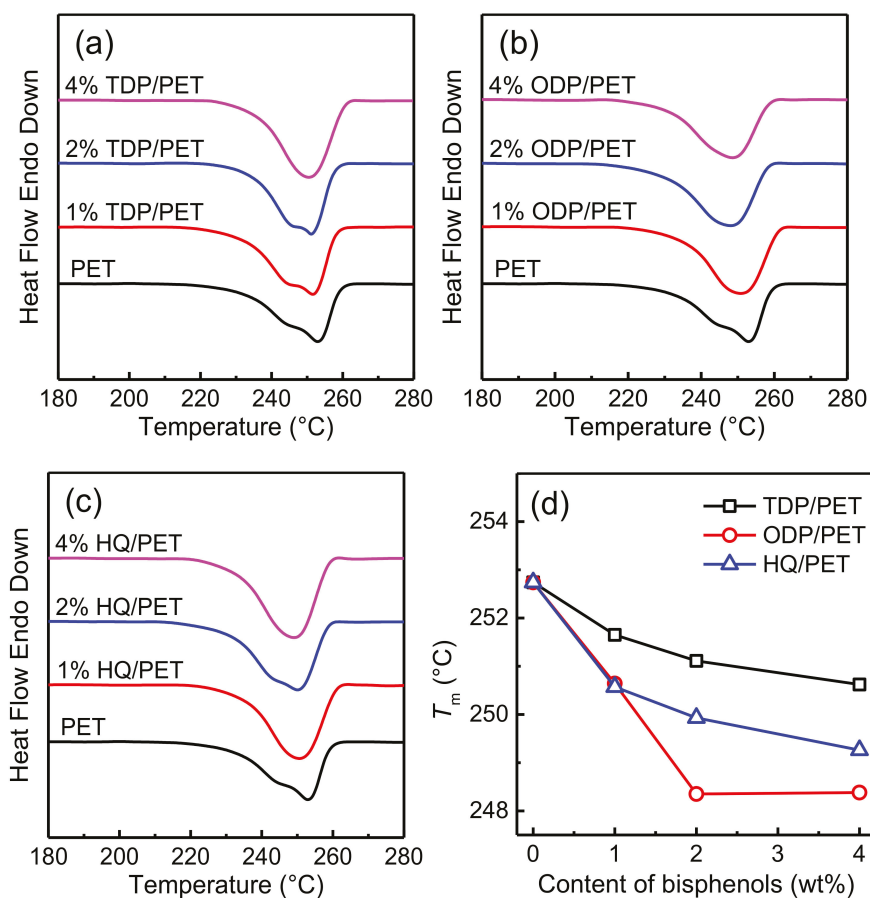 (a)
4% TDP/PET
2% TDP/PET
1% TDP/PET
PET
Heat Flow Endo Down
180 200 220 240 260 280
Temperature (°C)
(b)
4% ODP/PET
2% ODP/PET
1% ODP/PET
PET
Heat Flow Endo Down
180 200 220 240 260 280
Temperature (°C)
(c)
4% HQ/PET
2% HQ/PET
1% HQ/PET
PET
Heat Flow Endo Down
180 200 220 240 260 280
Temperature (°C)
(d)
TDP/PET
ODP/PET
HQ/PET
254
252
250
248
Tm (°C)
0 1 2 3 4
Content of bisphenols (wt%)